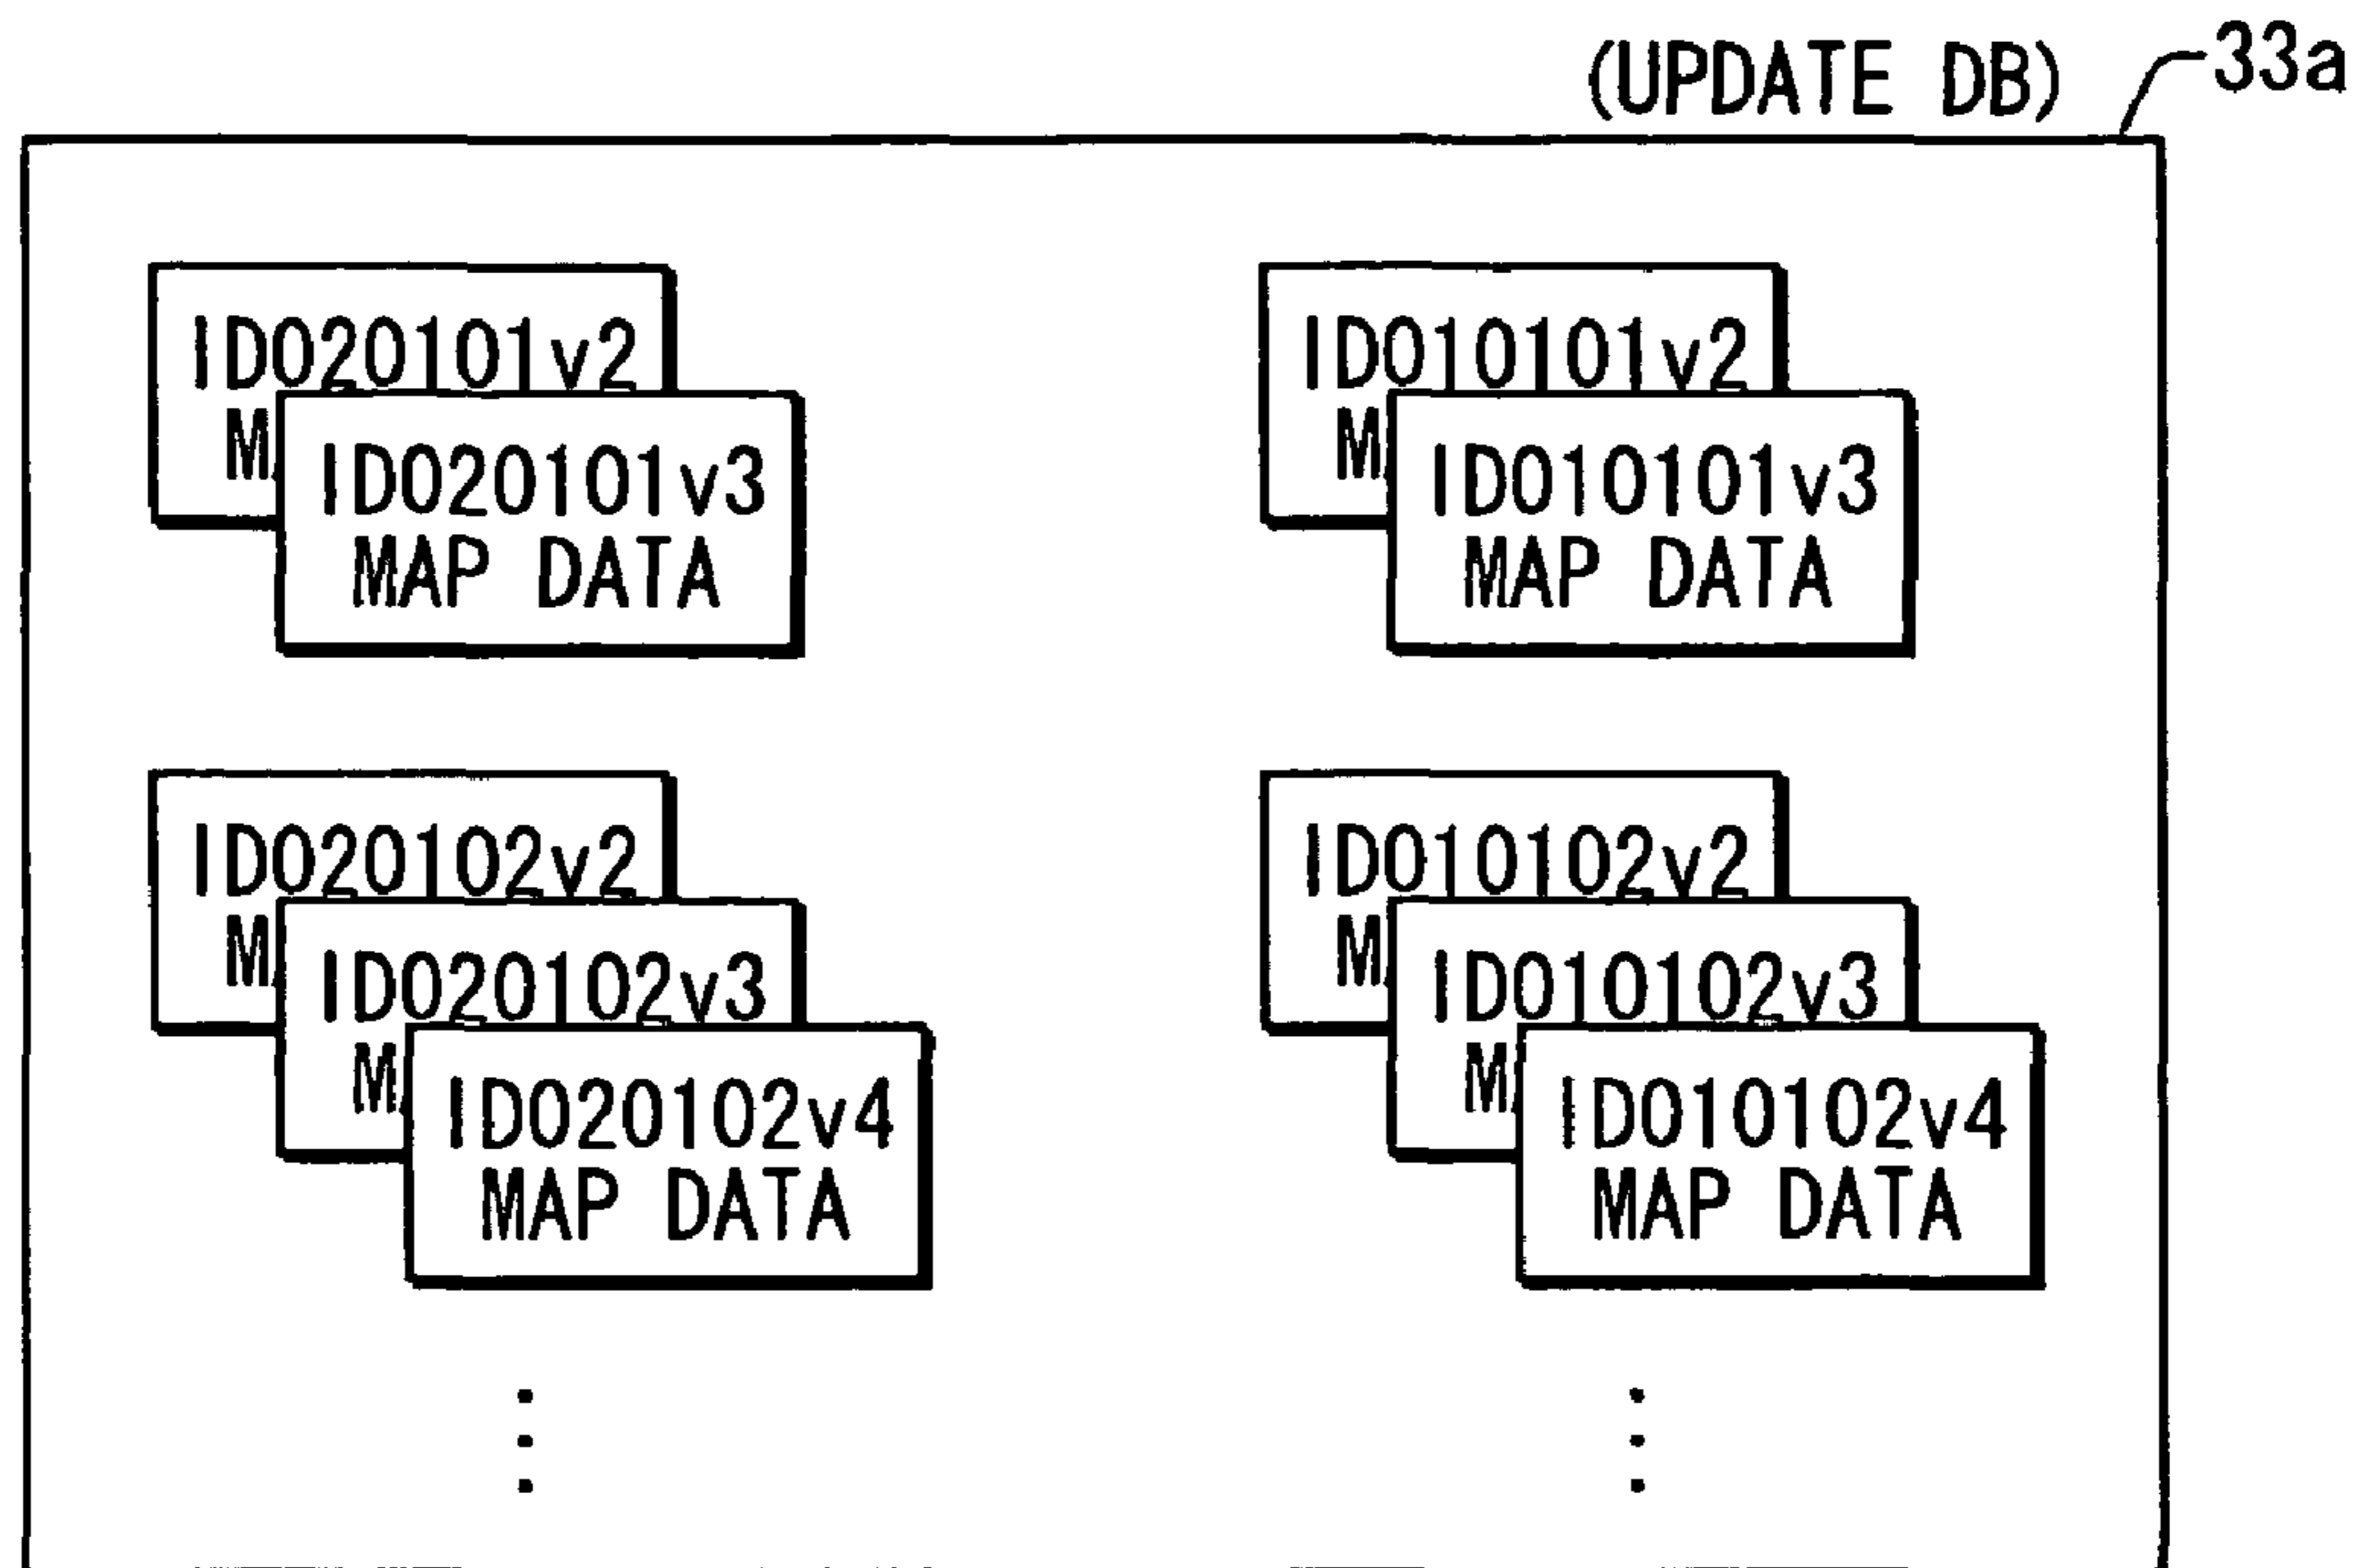 (UPDATE DB)
33a
ID020101v2
M
ID020101v3
MAP DATA
ID010101v2
M
ID010101v3
MAP DATA
ID020102v2
M
ID020102v3
M
ID020102v4
MAP DATA
ID010102v2
M
ID010102v3
M
ID010102v4
MAP DATA